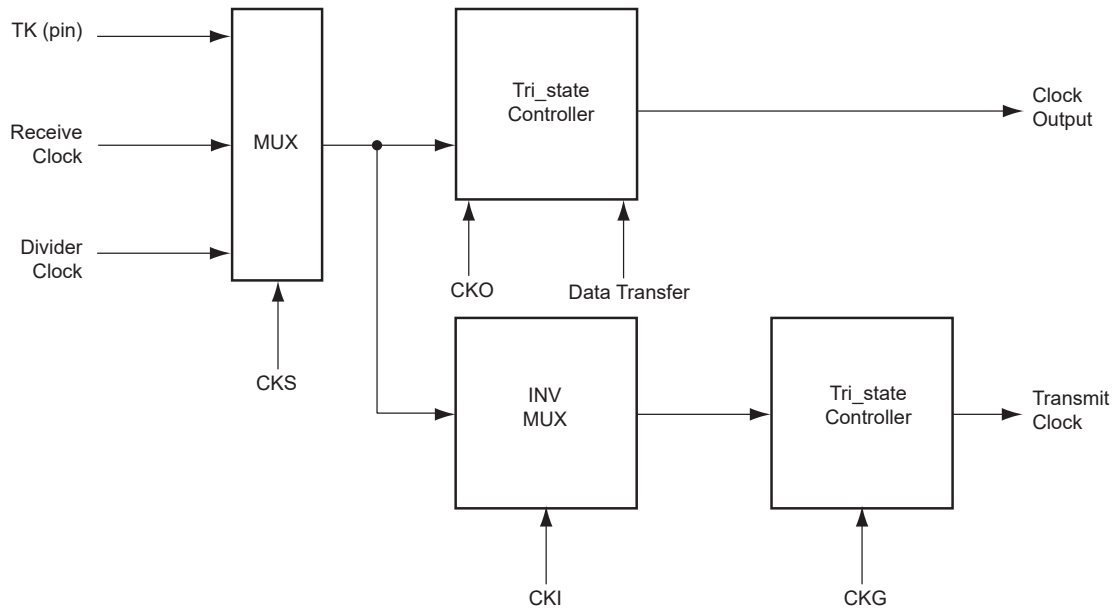 TK (pin)
Receive
Clock
Divider
Clock
MUX
CKS
Tri_state
Controller
CKO
Data Transfer
Clock
Output
INV
MUX
CKI
Tri_state
Controller
CKG
Transmit
Clock